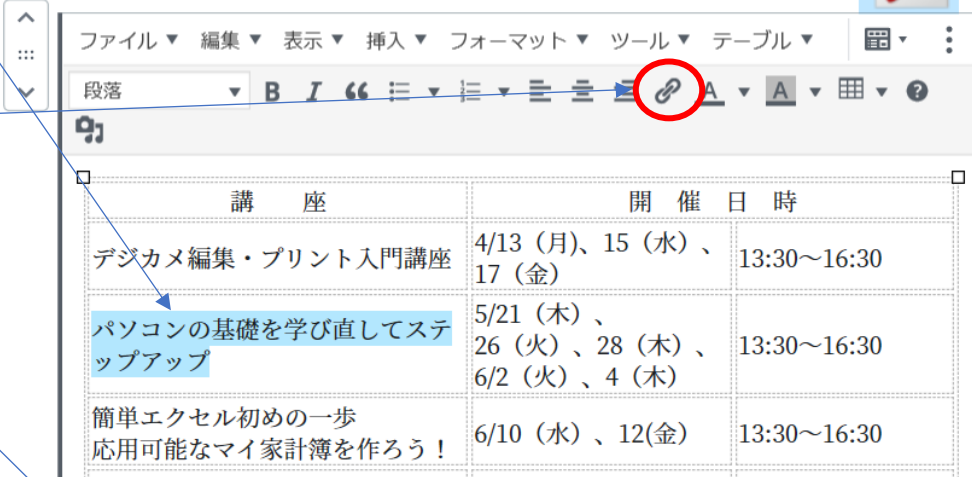 ファイル ▼ 編集 ▼ 表示 ▼ 挿入 ▼ フォーマット ▼ ツール ▼ テーブル ▼
段落 ▼ B I A ▼ A ▼
講　座
開　催　日　時
デジカメ編集・プリント入門講座
4/13（月)、15（水）、
17（金）
13:30～16:30
パソコンの基礎を学び直してステ
ップアップ
5/21（木）、
26（火）、28（木）、
6/2（火）、4（木）
13:30～16:30
簡単エクセル初めの一歩
応用可能なマイ家計簿を作ろう！
6/10（水）、12(金）
13:30～16:30